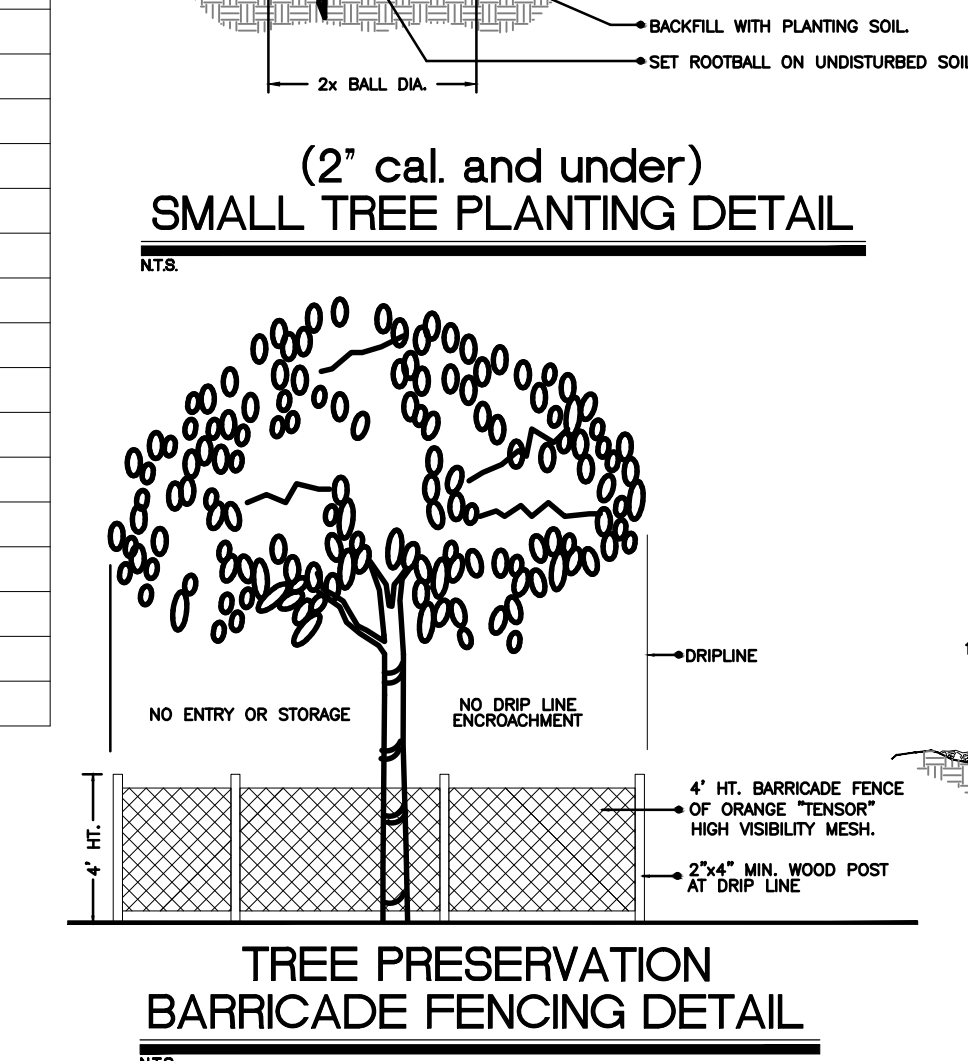 BACKFILL WITH PLANTING SOIL.
SET ROOTBALL ON UNDISTURBED SOIL
2x BALL DIA.
(2" cal. and under)
SMALL TREE PLANTING DETAIL
N.T.S.
DRIPLINE
NO ENTRY OR STORAGE
NO DRIP LINE
ENCROACHMENT
4' HT.
4' HT. BARRICADE FENCE
OF ORANGE "TENSOR"
HIGH VISIBILITY MESH.
2"x4" MIN. WOOD POST
AT DRIP LINE
TREE PRESERVATION
BARRICADE FENCING DETAIL
N.T.S.